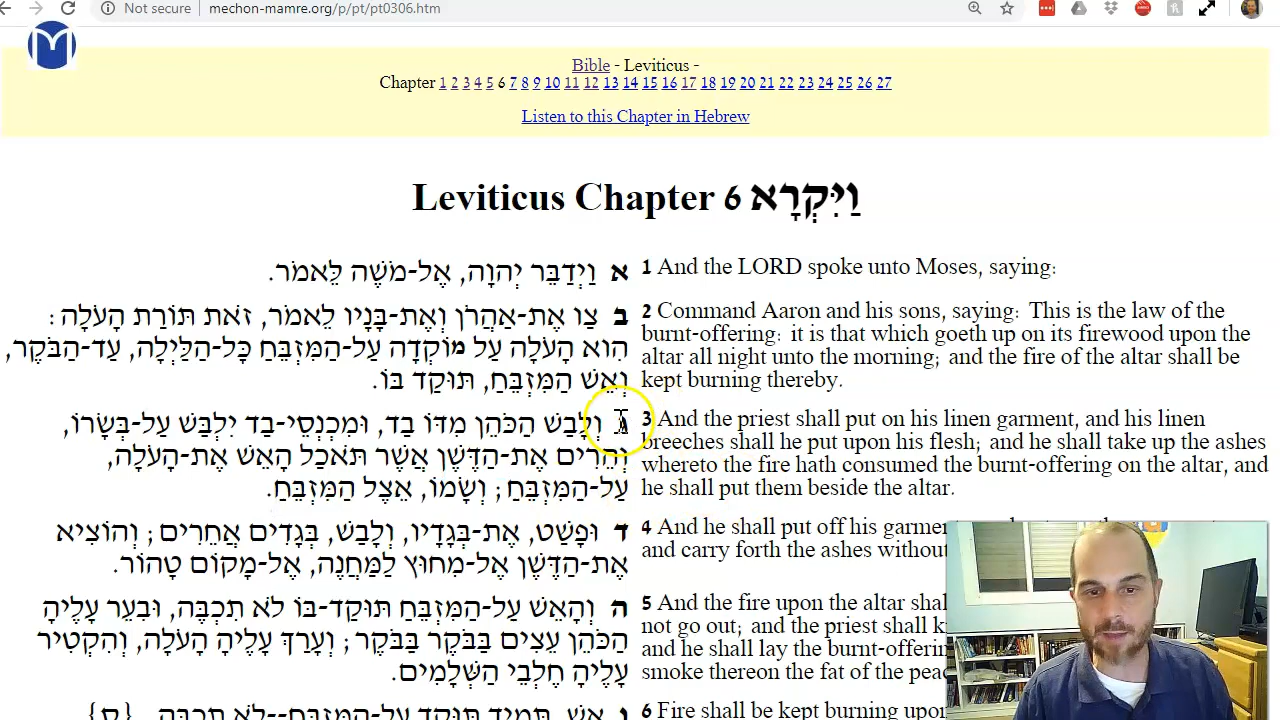 Not secure | mechon-mamre.org/p/pt/pt0306.htm
Bible - Leviticus -
Chapter 1 2 3 4 5 6 7 8 9 10 11 12 13 14 15 16 17 18 19 20 21 22 23 24 25 26 27
Listen to this Chapter in Hebrew
Leviticus Chapter 6 וַיִּקְרָא
א וַיְדַבֵּר יְהוָה, אֶל-מֹשֶׁה לֵּאמֹר.
1 And the LORD spoke unto Moses, saying:
ב צַו אֶת-אַהֲרֹן וְאֶת-בָּנָיו לֵאמֹר, זֹאת תּוֹרַת הָעֹלָה:
הִוא הָעֹלָה עַל מוֹקְדָה עַל-הַמִּזְבֵּחַ כָּל-הַלַּיְלָה, עַד-הַבֹּקֶר,
וְאֵשׁ הַמִּזְבֵּחַ, תּוּקַד בּוֹ.
2 Command Aaron and his sons, saying: This is the law of the
burnt-offering: it is that which goeth up on its firewood upon the
altar all night unto the morning; and the fire of the altar shall be
kept burning thereby.
ג וְלָבַשׁ הַכֹּהֵן מִדּוֹ בַד, וּמִכְנְסֵי-בַד יִלְבַּשׁ עַל-בְּשָׂרוֹ,
וְהֵרִים אֶת-הַדֶּשֶׁן אֲשֶׁר תֹּאכַל הָאֵשׁ אֶת-הָעֹלָה,
עַל-הַמִּזְבֵּחַ; וְשָׂמוֹ, אֵצֶל הַמִּזְבֵּחַ.
3 And the priest shall put on his linen garment, and his linen
breeches shall he put upon his flesh; and he shall take up the ashes
whereto the fire hath consumed the burnt-offering on the altar, and
he shall put them beside the altar.
ד וּפָשַׁט, אֶת-בְּגָדָיו, וְלָבַשׁ, בְּגָדִים אֲחֵרִים; וְהוֹצִיא
אֶת-הַדֶּשֶׁן אֶל-מִחוּץ לַמַּחֲנֶה, אֶל-מָקוֹם טָהוֹר.
4 And he shall put off his
and carry forth the ashes
ה וְהָאֵשׁ עַל-הַמִּזְבֵּחַ תּוּקַד-בּוֹ לֹא תִכְבֶּה, וּבִעֵר עָלֶיהָ
הַכֹּהֵן עֵצִים בַּבֹּקֶר בַּבֹּקֶר; וְעָרַךְ עָלֶיהָ הָעֹלָה, וְהִקְטִיר
עָלֶיהָ חֶלְבֵי הַשְּׁלָמִים.
5 And the fire upon the altar
not go out; and the priest shall
and he shall lay the
smoke thereon the fat of the
ו אֵשׁ, תָּמִיד תּוּקַד עַל-הַמִּזְבֵּחַ--לֹא תִכְבֶּה. {ס}
6 Fire shall be kept burning